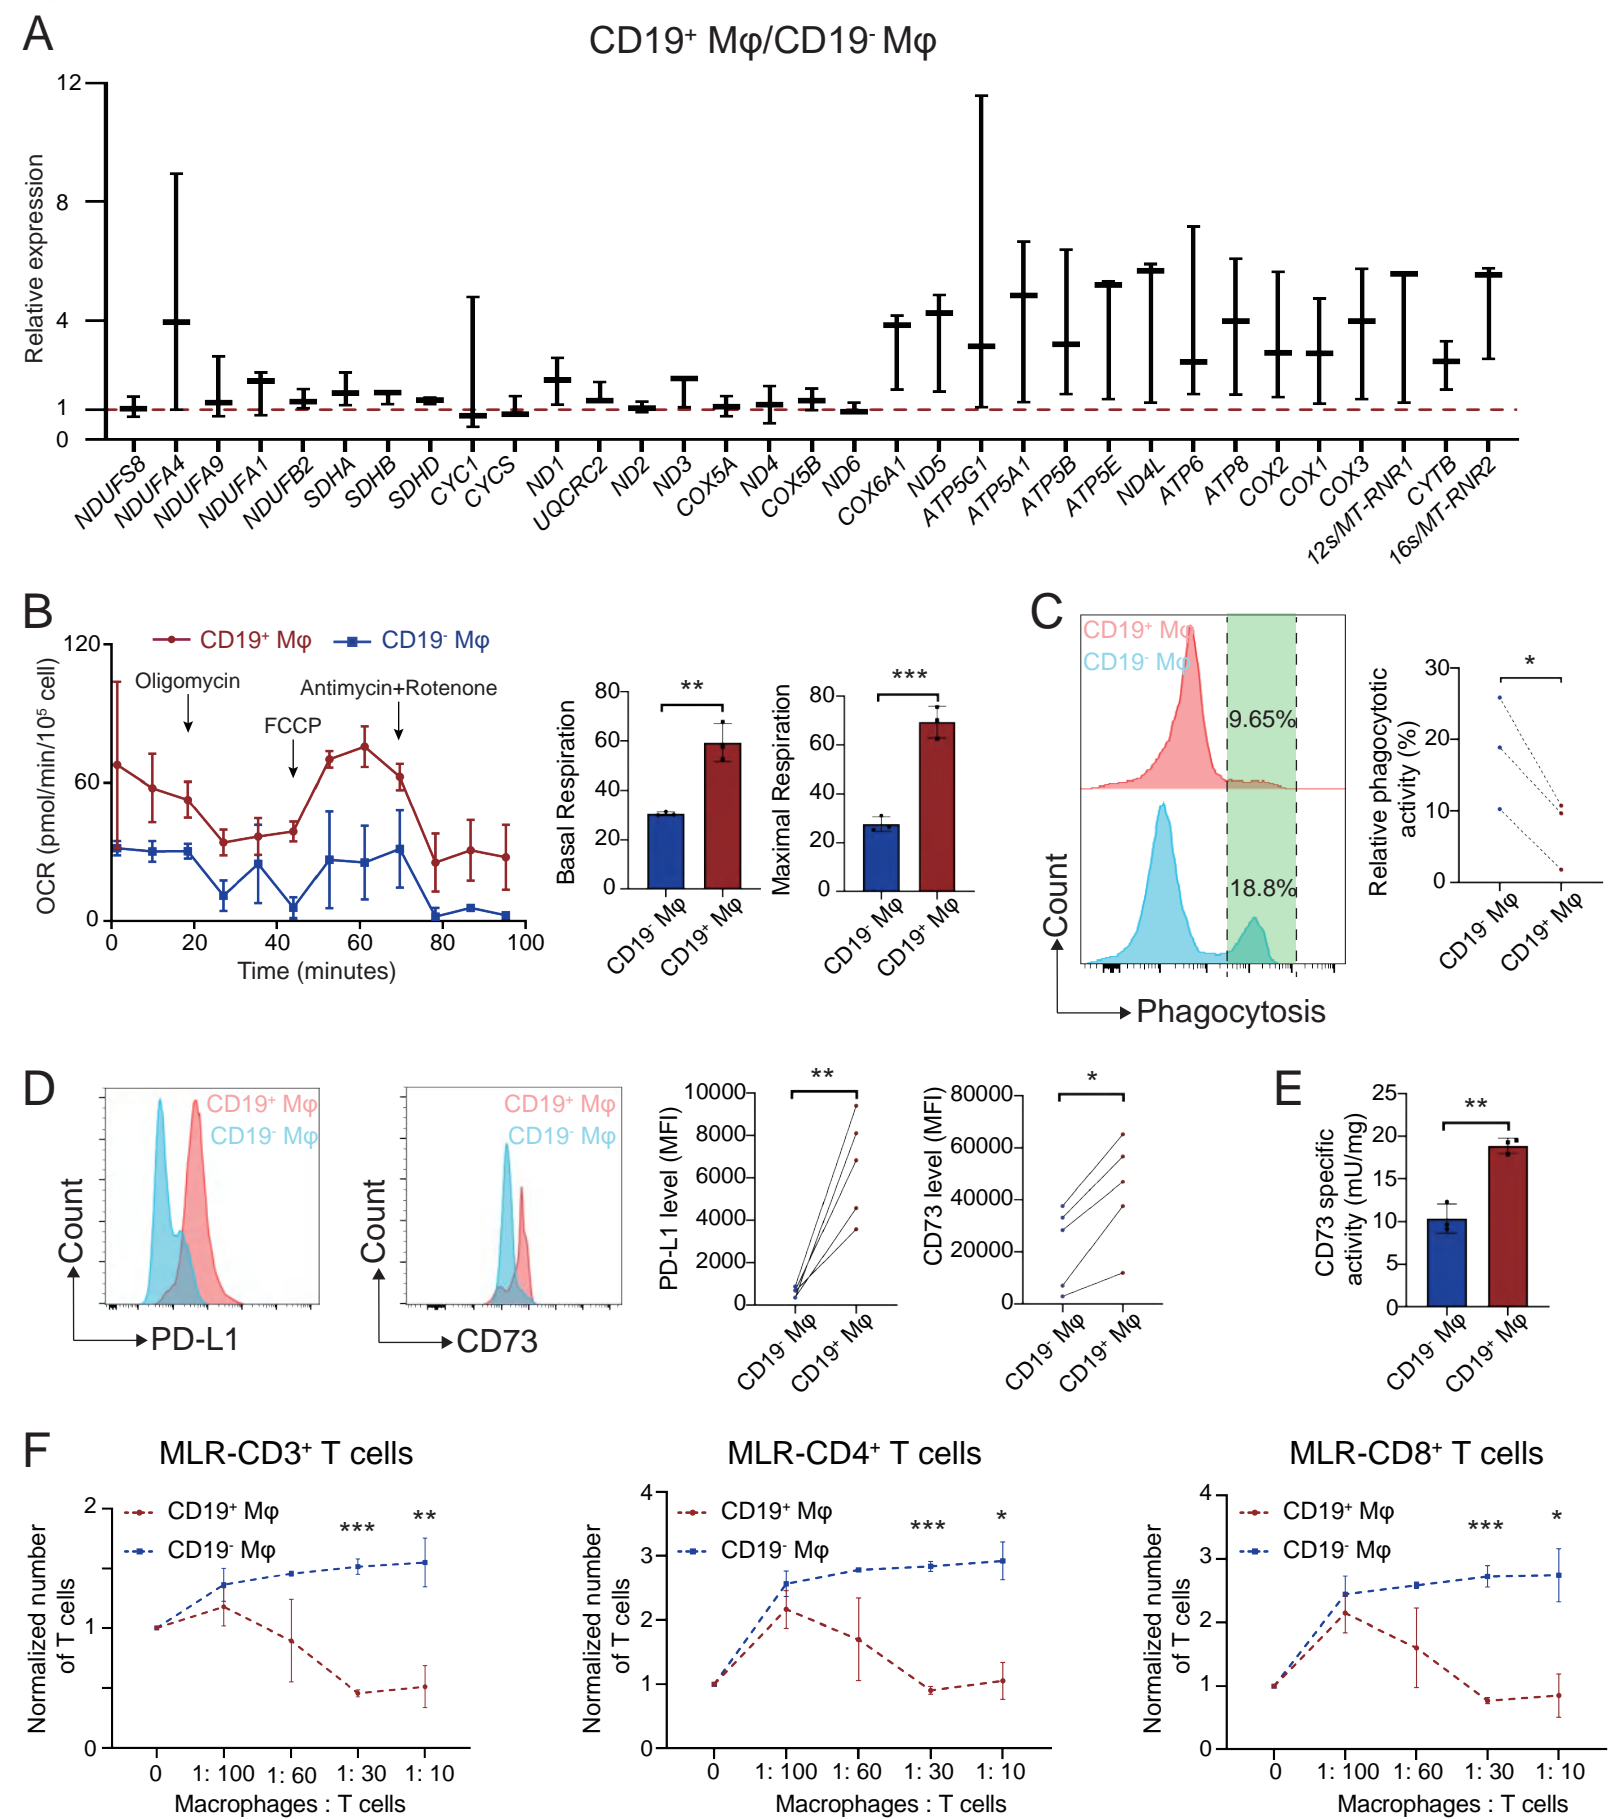 A
CD19⁺ Mφ/CD19⁻ Mφ
Relative expression
12
8
4
1
0
NDUFS8
NDUFA4
NDUFA9
NDUFA1
NDUFB2
SDHA
SDHB
SDHD
CYC1
CYCS
ND1
UQCRC2
ND2
ND3
COX5A
ND4
COX5B
ND6
COX6A1
ND5
ATP5G1
ATP5A1
ATP5B
ATP5E
ND4L
ATP6
ATP8
COX2
COX1
COX3
12s/MT-RNR1
CYTB
16s/MT-RNR2
B
CD19⁺ Mφ
CD19⁻ Mφ
OCR (pmol/min/10⁵ cell)
120
60
0
Oligomycin
FCCP
Antimycin+Rotenone
0 20 40 60 80 100
Time (minutes)
Basal Respiration
80
60
40
20
0
**
CD19⁻ Mφ
CD19⁺ Mφ
Maximal Respiration
80
60
40
20
0
***
CD19⁻ Mφ
CD19⁺ Mφ
C
CD19⁺ Mφ
CD19⁻ Mφ
9.65%
18.8%
Count
Phagocytosis
Relative phagocytotic
activity (%)
30
20
10
0
*
CD19⁻ Mφ
CD19⁺ Mφ
D
CD19⁺ Mφ
CD19⁻ Mφ
Count
PD-L1
CD19⁺ Mφ
CD19⁻ Mφ
Count
CD73
PD-L1 level (MFI)
10000
8000
6000
4000
2000
0
**
CD19⁻ Mφ
CD19⁺ Mφ
CD73 level (MFI)
80000
60000
40000
20000
0
*
CD19⁻ Mφ
CD19⁺ Mφ
E
CD73 specific
activity (mU/mg)
25
20
15
10
5
0
**
CD19⁻ Mφ
CD19⁺ Mφ
F
MLR-CD3⁺ T cells
CD19⁺ Mφ
CD19⁻ Mφ
*** **
Normalized number
of T cells
2
1
0
0 1: 100 1: 60 1: 30 1: 10
Macrophages : T cells
MLR-CD4⁺ T cells
CD19⁺ Mφ
CD19⁻ Mφ
*** *
Normalized number
of T cells
4
3
2
1
0
0 1: 100 1: 60 1: 30 1: 10
Macrophages : T cells
MLR-CD8⁺ T cells
CD19⁺ Mφ
CD19⁻ Mφ
*** *
Normalized number
of T cells
4
3
2
1
0
0 1: 100 1: 60 1: 30 1: 10
Macrophages : T cells